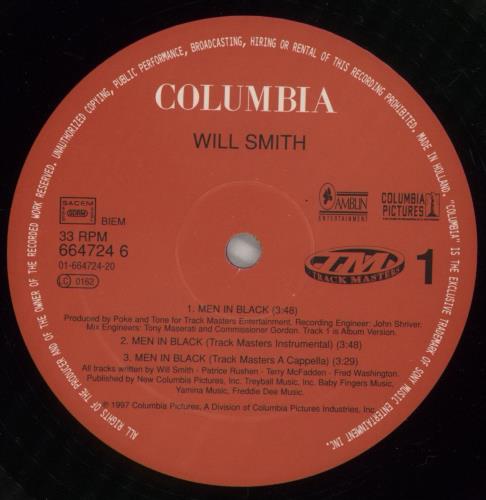 ALL RIGHTS OF THE PRODUCER AND OF THE OWNER OF THE RECORDED WORK RESERVED. UNAUTHORIZED COPYING, PUBLIC PERFORMANCE, BROADCASTING, HIRING OR RENTAL OF THIS RECORDING PROHIBITED. MADE IN HOLLAND. "COLUMBIA" IS THE EXCLUSIVE TRADEMARK OF SONY MUSIC ENTERTAINMENT INC.
COLUMBIA
WILL SMITH
SACEM
SDRM
BIEM
AMBLIN
ENTERTAINMENT
COLUMBIA
PICTURES
33 RPM
664724 6
01-664724-20
C 0162
TM
TRACK MASTERS
1
1. MEN IN BLACK (3:48)
Produced by Poke and Tone for Track Masters Entertainment. Recording Engineer: John Shriver.
Mix Engineers: Tony Maserati and Commissioner Gordon. Track 1 is Album Version.
2. MEN IN BLACK (Track Masters Instrumental) (3:48)
3. MEN IN BLACK (Track Masters A Cappella) (3:29)
All tracks written by Will Smith - Patrice Rushen - Terry McFadden - Fred Washington.
Published by New Columbia Pictures, Inc. Treyball Music, Inc. Baby Fingers Music,
Yamina Music, Freddie Dee Music.
℗ 1997 Columbia Pictures, A Division of Columbia Pictures Industries, Inc.